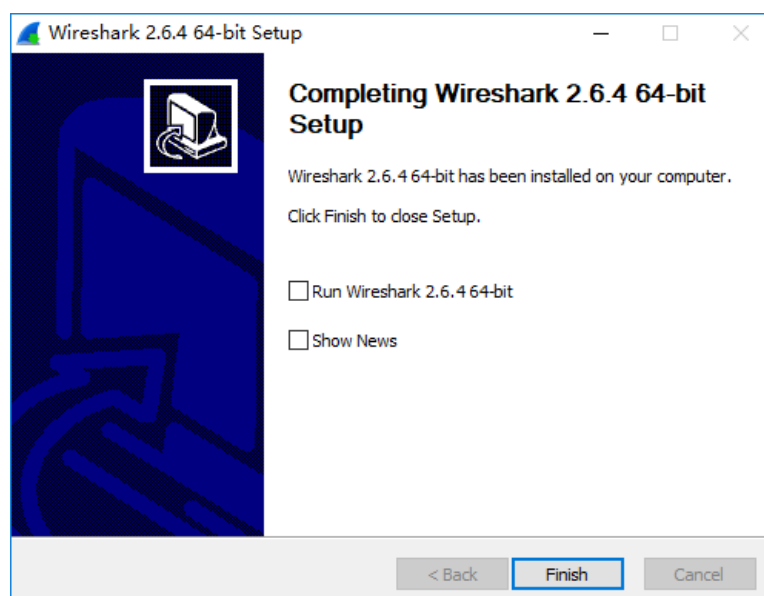 Wireshark 2.6.4 64-bit Setup
Completing Wireshark 2.6.4 64-bit
Setup
Wireshark 2.6.4 64-bit has been installed on your computer.
Click Finish to close Setup.
Run Wireshark 2.6.4 64-bit
Show News
< Back Finish Cancel